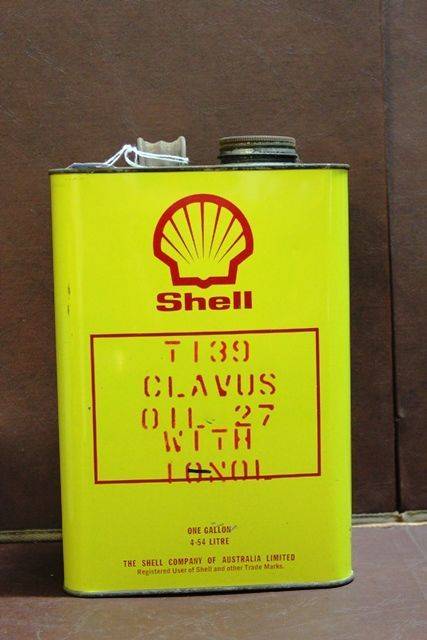 Shell
T139
CLAVUS
OIL 27
WITH
IONOL
ONE GALLON
4-54 LITRE
THE SHELL COMPANY OF AUSTRALIA LIMITED
Registered User of Shell and other Trade Marks.